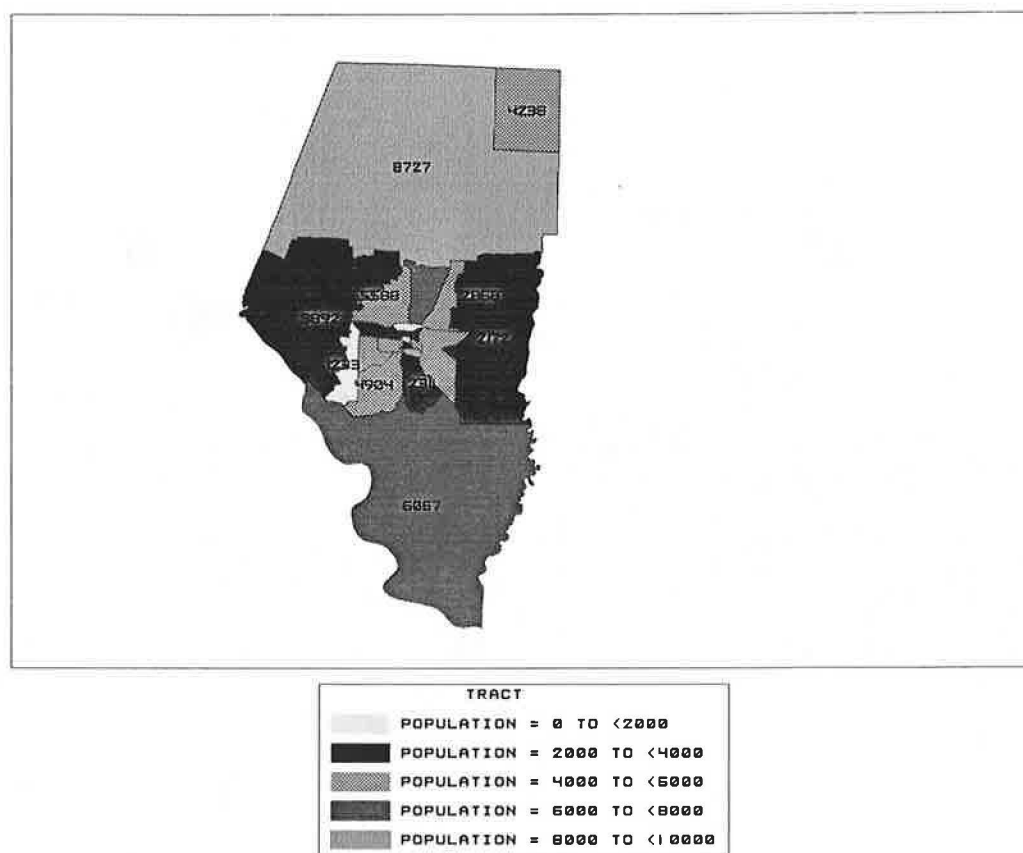 4238
8727
4904
6067
TRACT
POPULATION = 0 TO <2000
POPULATION = 2000 TO <4000
POPULATION = 4000 TO <6000
POPULATION = 6000 TO <8000
POPULATION = 8000 TO <10000